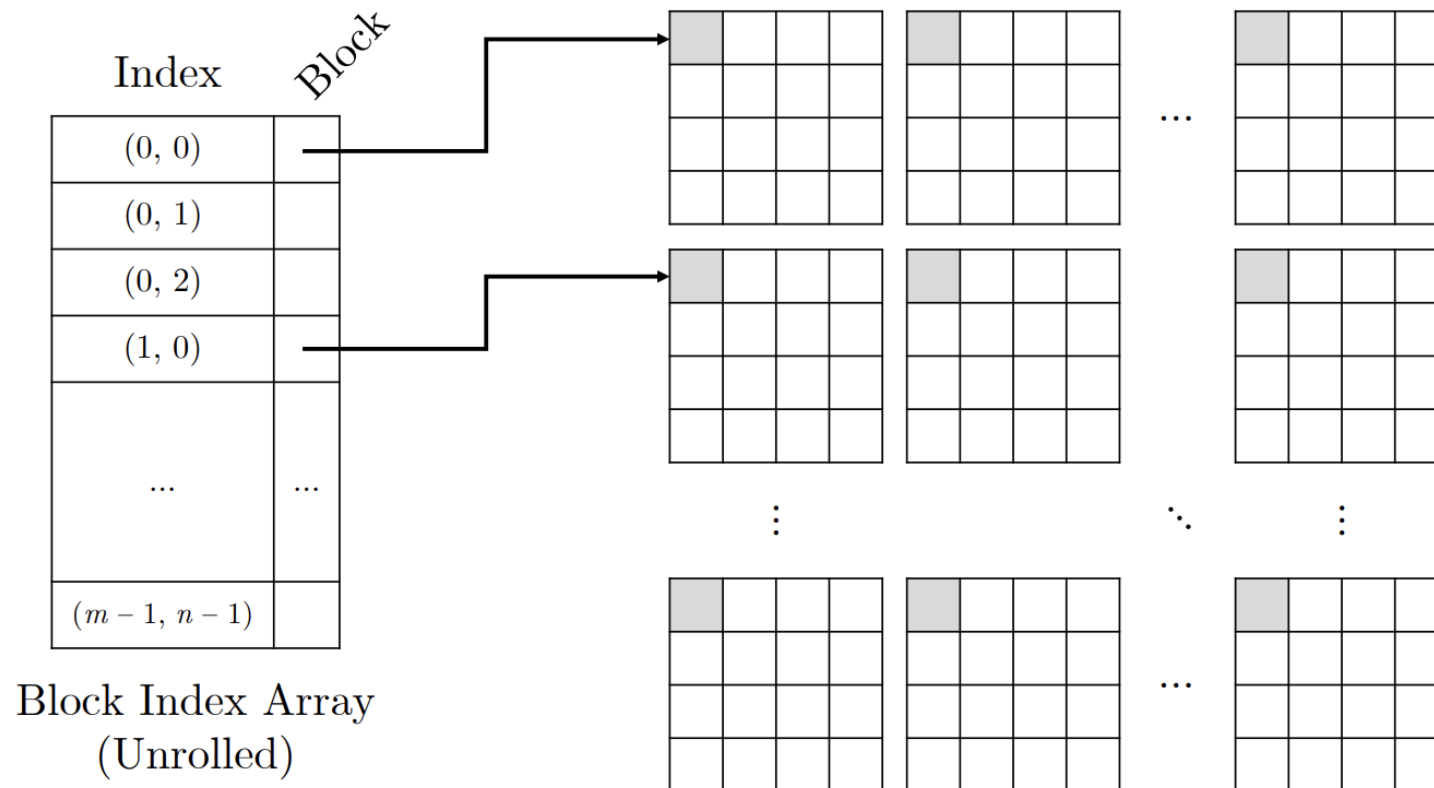 Index
Block
(0, 0)
(0, 1)
(0, 2)
(1, 0)
... ...
(m − 1, n − 1)
Block Index Array
(Unrolled)
...
⋮ ⋱ ⋮
...